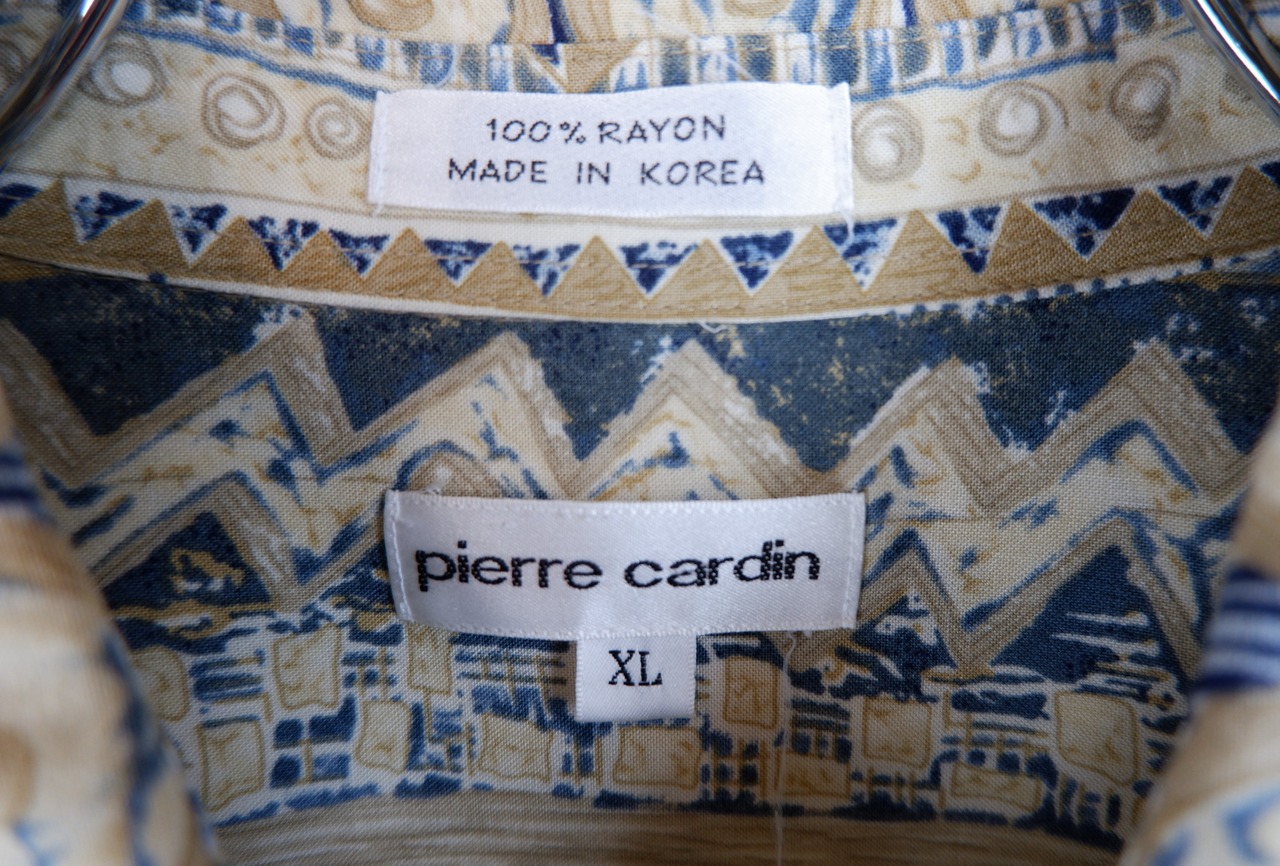 100% RAYON
MADE IN KOREA
pierre cardin
XL